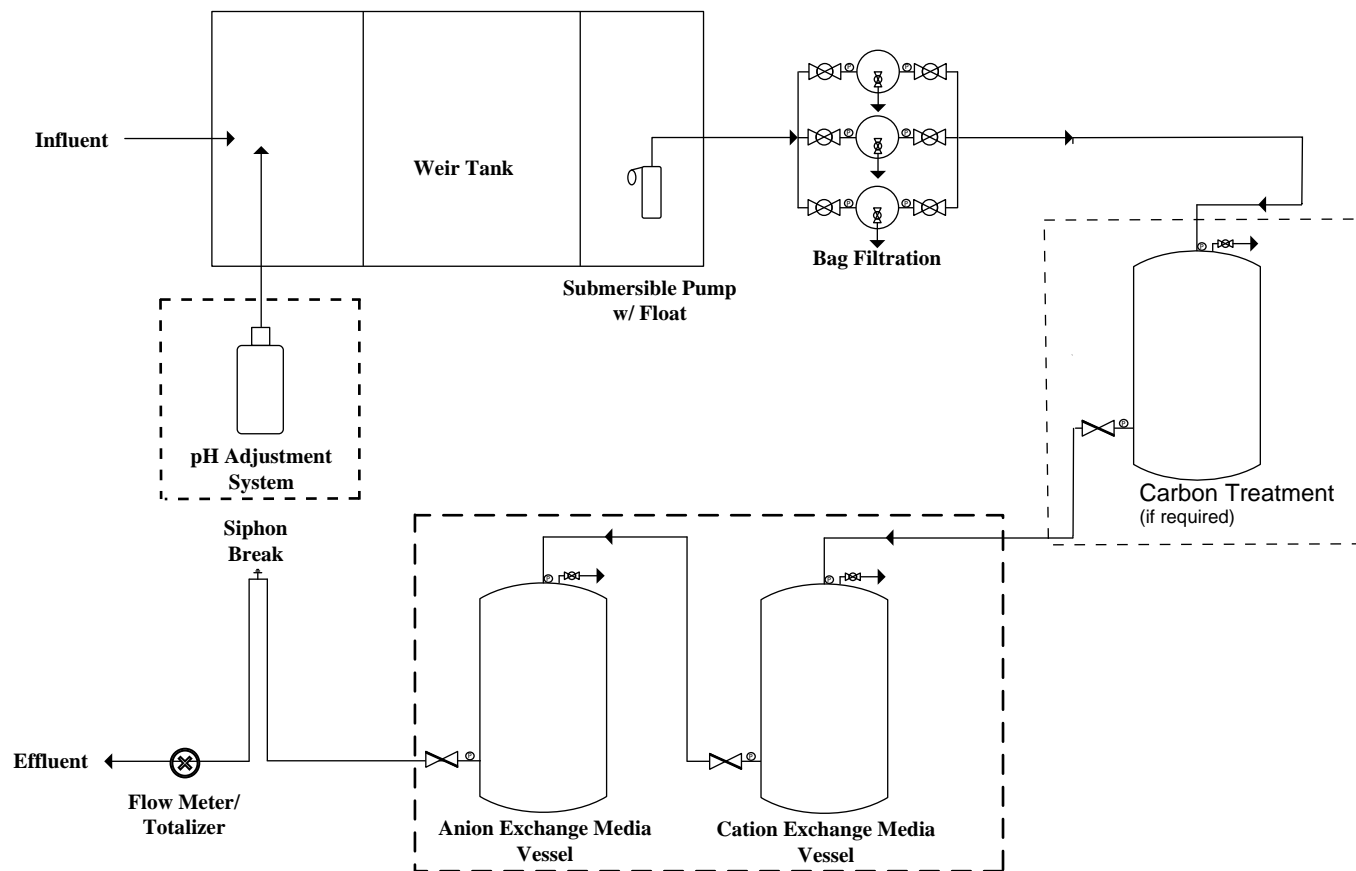 Influent
Weir Tank
Submersible Pump
w/ Float
P
P
P
P
P
P
Bag Filtration
P
P
Carbon Treatment
(if required)
pH Adjustment
System
Siphon
Break
P
P
P
P
Effluent
Flow Meter/
Totalizer
Anion Exchange Media
Vessel
Cation Exchange Media
Vessel